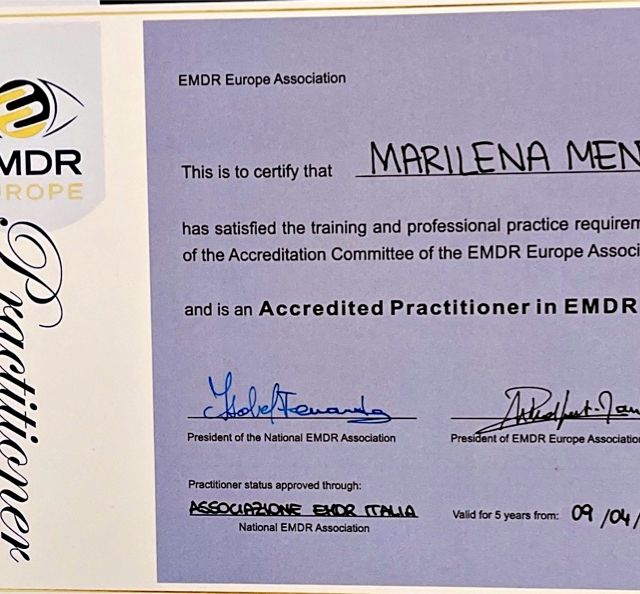 EMDR Europe Association
MDR
UROPE
This is to certify that MARILENA MEN
has satisfied the training and professional practice requirem
of the Accreditation Committee of the EMDR Europe Associ
and is an Accredited Practitioner in EMDR
President of the National EMDR Association
President of EMDR Europe Association
Practitioner status approved through:
ASSOCIAZIONE EMDR ITALIA
National EMDR Association
Valid for 5 years from: 09/04/
Practitioner